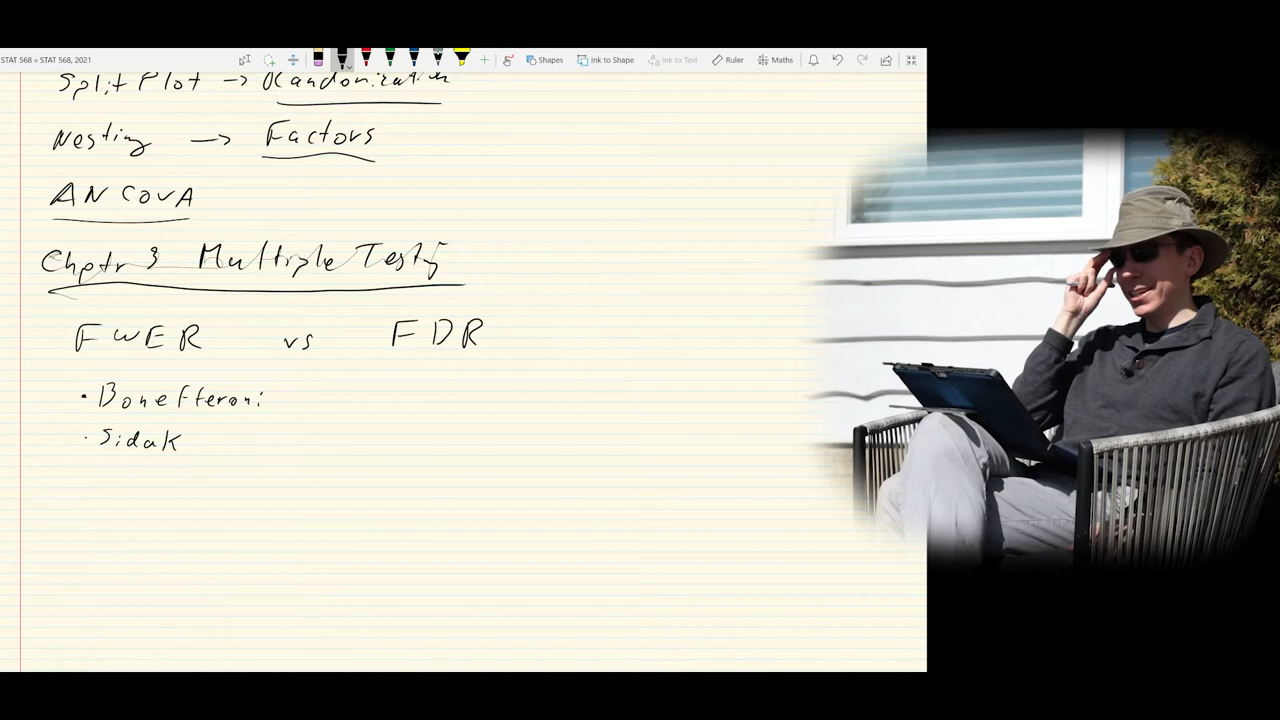 STAT 568 » STAT 568, 2021
Shapes
Ink to Shape
Ink to Text
Ruler
Maths
Split Plot → Randomization
Nesting → Factors
ANCOVA
Chptr 3 Multiple Testing
FWER vs FDR
· Bonefferoni
· Sidak